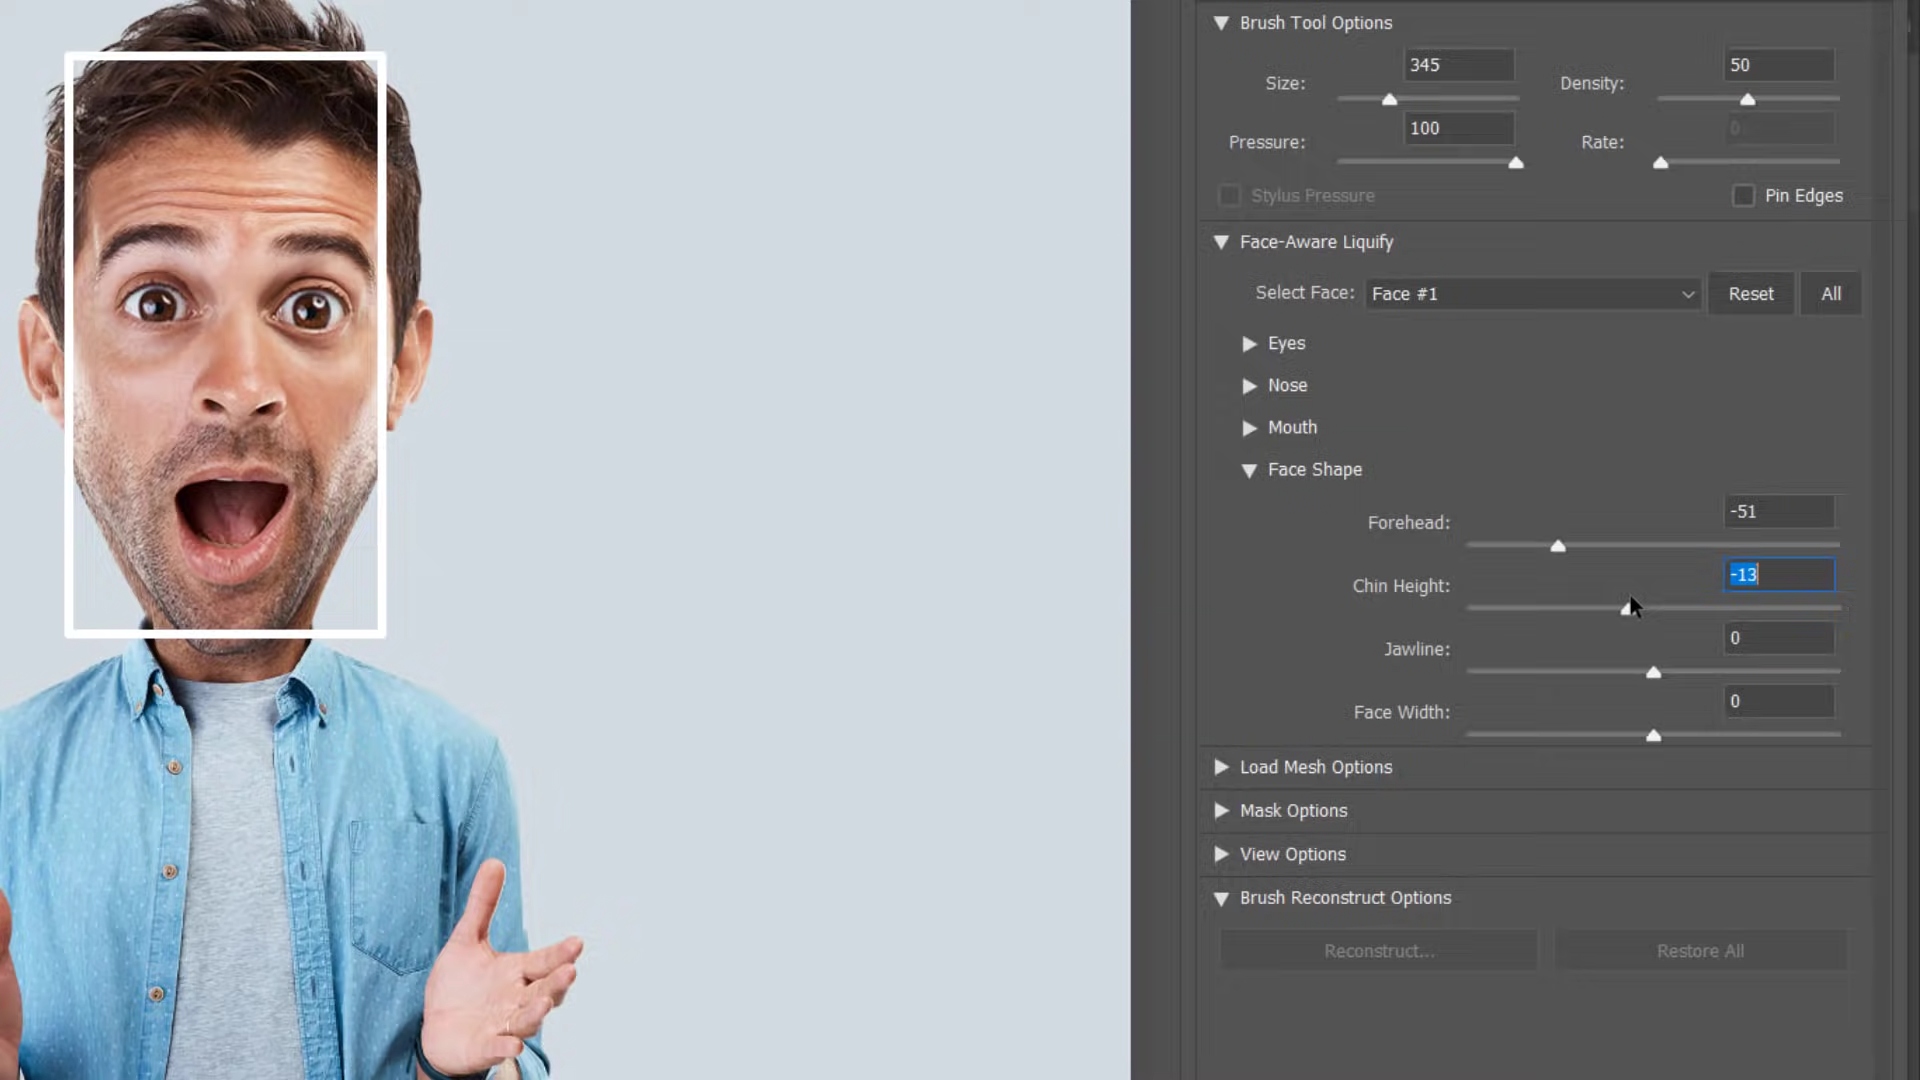 Brush Tool Options
Size: 345 Density: 50
Pressure: 100 Rate: 0
Stylus Pressure Pin Edges
Face-Aware Liquify
Select Face: Face #1 Reset All
Eyes
Nose
Mouth
Face Shape
Forehead: -51
Chin Height: -13
Jawline: 0
Face Width: 0
Load Mesh Options
Mask Options
View Options
Brush Reconstruct Options
Reconstruct... Restore All